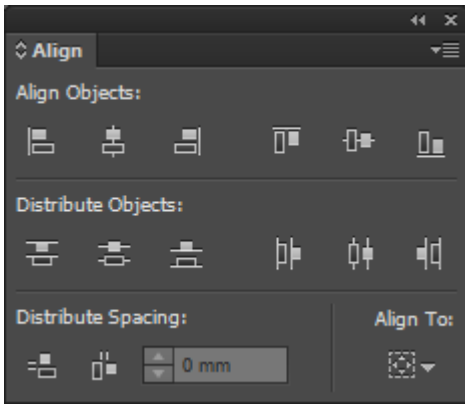 Align
Align Objects:
Distribute Objects:
Distribute Spacing:
Align To:
0 mm